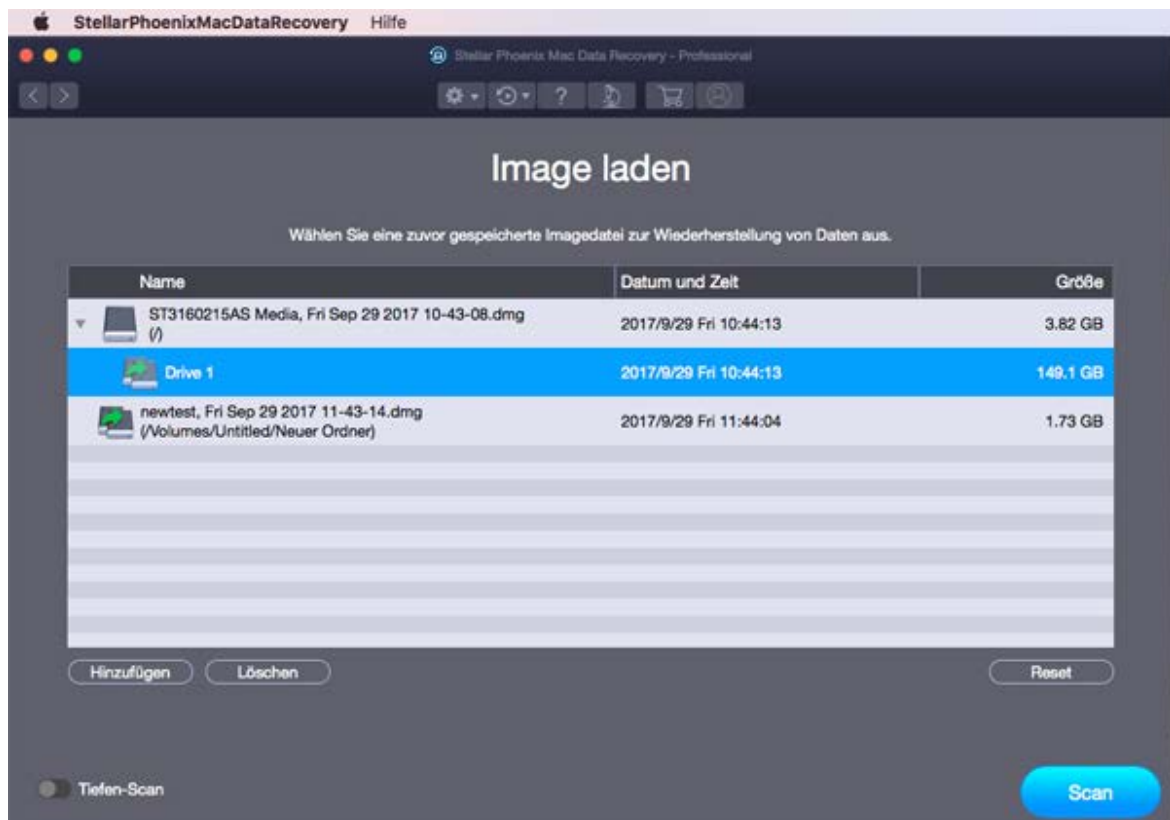 StellarPhoenixMacDataRecovery Hilfe
Stellar Phoenix Mac Data Recovery - Professional
?
Image laden
Wählen Sie eine zuvor gespeicherte Imagedatei zur Wiederherstellung von Daten aus.
Name Datum und Zeit Größe
ST3160215AS Media, Fri Sep 29 2017 10-43-08.dmg
(/) 2017/9/29 Fri 10:44:13 3.82 GB
Drive 1 2017/9/29 Fri 10:44:13 149.1 GB
newtest, Fri Sep 29 2017 11-43-14.dmg
(/Volumes/Untitled/Neuer Ordner) 2017/9/29 Fri 11:44:04 1.73 GB
Hinzufügen Löschen Reset
Tiefen-Scan Scan